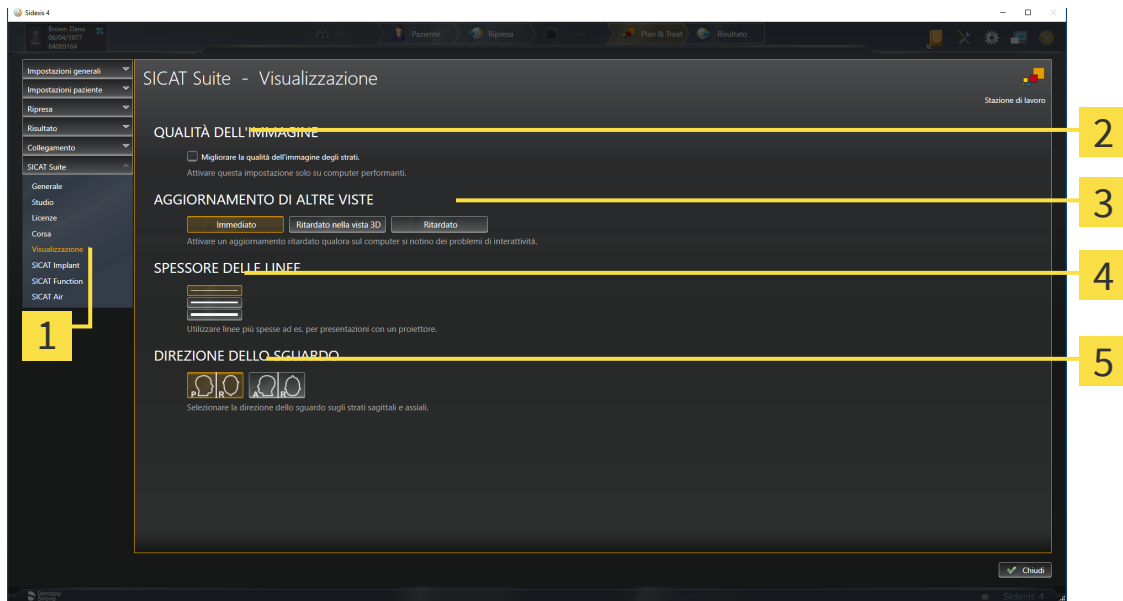 Sidexis 4
Brown Dana
06/04/1977
64069164
Paziente
Ripresa
Plan & Treat
Risultato
Impostazioni generali
Impostazioni paziente
Ripresa
Risultato
Collegamento
SICAT Suite
Generale
Studio
Licenze
Corsa
Visualizzazione
SICAT Implant
SICAT Function
SICAT Air
1
SICAT Suite - Visualizzazione
Stazione di lavoro
QUALITÀ DELL'IMMAGINE
2
Migliorare la qualità dell'immagine degli strati.
Attivare questa impostazione solo su computer performanti.
AGGIORNAMENTO DI ALTRE VISTE
3
Immediato Ritardato nella vista 3D Ritardato
Attivare un aggiornamento ritardato qualora sul computer si notino dei problemi di interattività.
SPESSORE DELLE LINEE
4
Utilizzare linee più spesse ad es. per presentazioni con un proiettore.
DIREZIONE DELLO SGUARDO
5
P R A R
Selezionare la direzione dello sguardo sugli strati sagittali e assiali.
Chiudi
Dentsply
Sirona
Sidexis 4